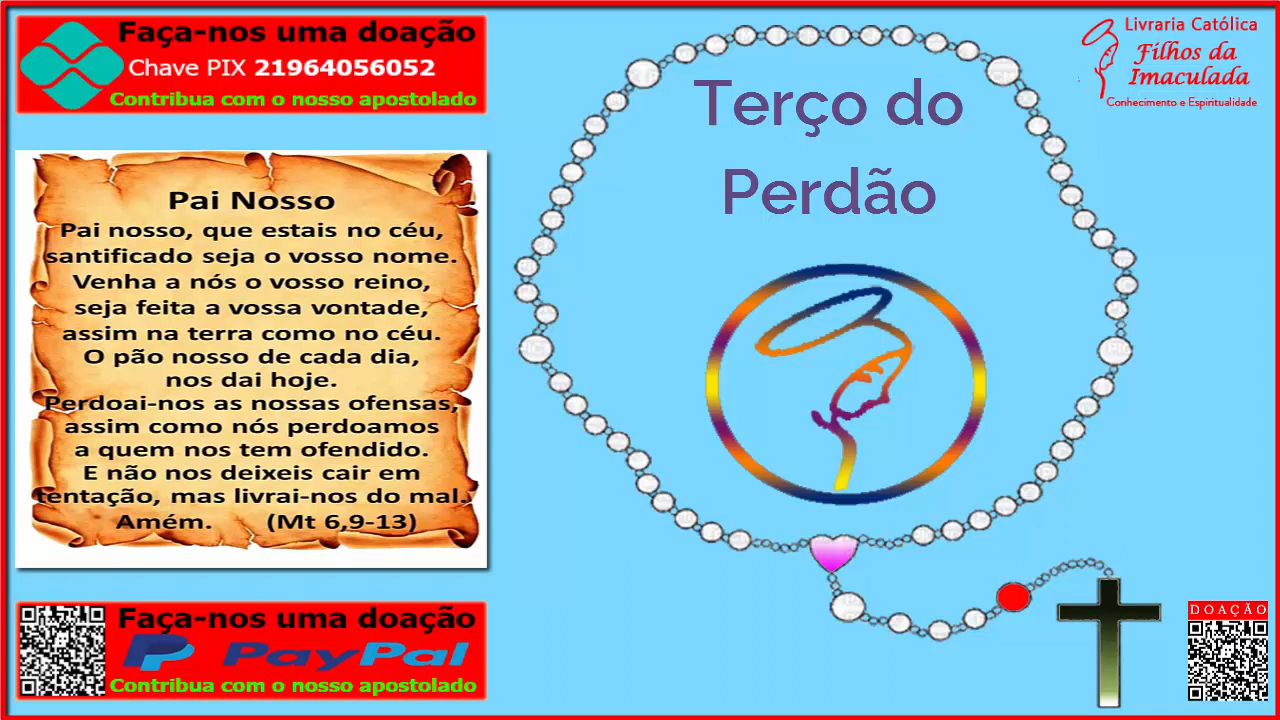 Faça-nos uma doação
Chave PIX 21964056052
Contribua com o nosso apostolado
Pai Nosso
Pai nosso, que estais no céu,
santificado seja o vosso nome.
Venha a nós o vosso reino,
seja feita a vossa vontade,
assim na terra como no céu.
O pão nosso de cada dia,
nos dai hoje.
Perdoai-nos as nossas ofensas,
assim como nós perdoamos
a quem nos tem ofendido.
E não nos deixeis cair em
tentação, mas livrai-nos do mal.
Amém. (Mt 6,9-13)
Faça-nos uma doação
PayPal
Contribua com o nosso apostolado
Terço do
Perdão
Livraria Católica
Filhos da
Imaculada
Conhecimento e Espiritualidade
DOAÇÃO